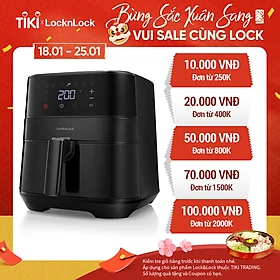 TIKI x LocknLock
Bừng Sắc Xuân Sang
VUI SALE CÙNG LOCK
18.01 - 25.01
200
10.000 VNĐ
Đơn từ 250K
20.000 VNĐ
Đơn từ 400K
50.000 VNĐ
Đơn từ 800K
70.000 VNĐ
Đơn từ 1500K
100.000 VNĐ
Đơn từ 2000K
Kiểm tra giỏ hàng trước khi thanh toán nhé.
Áp dụng cho sản phẩm Lock&Lock thuộc TIKI TRADING.
Số lượng quà tặng và Coupon có hạn.